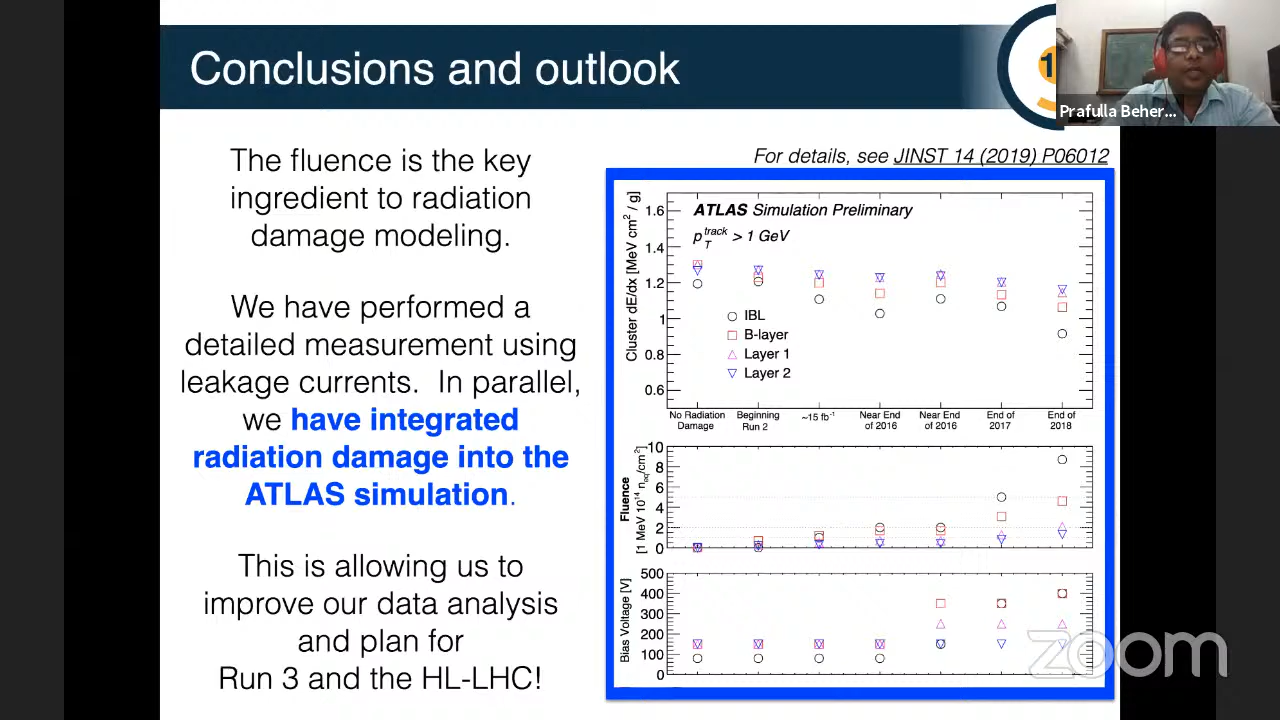 Conclusions and outlook
1
Prafulla Beher...
The fluence is the key
ingredient to radiation
damage modeling.
We have performed a
detailed measurement using
leakage currents. In parallel,
we have integrated
radiation damage into the
ATLAS simulation.
This is allowing us to
improve our data analysis
and plan for
Run 3 and the HL-LHC!
For details, see JINST 14 (2019) P06012
Cluster dE/dx [MeV cm² / g]
1.6
1.4
1.2
1
0.8
0.6
ATLAS Simulation Preliminary
p_T^track > 1 GeV
IBL
B-layer
Layer 1
Layer 2
No Radiation Damage
Beginning Run 2
~15 fb⁻¹
Near End of 2016
Near End of 2016
End of 2017
End of 2018
Fluence
[1 MeV 10¹⁴ n_eq/cm²]
10
8
6
4
2
0
Bias Voltage [V]
500
400
300
200
100
0
zoom